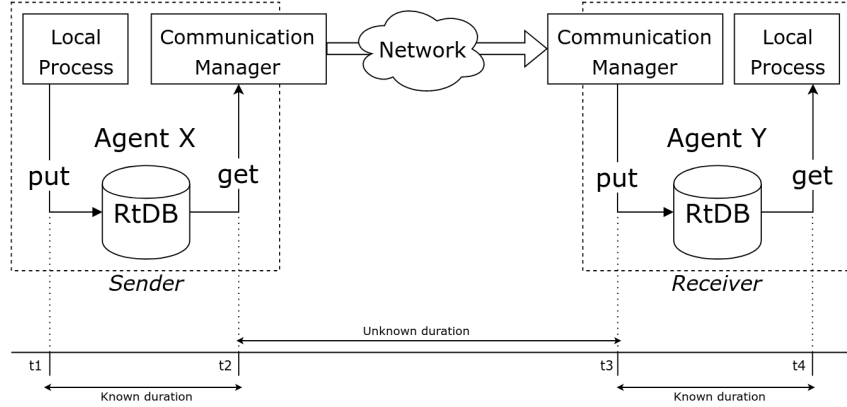 Local
Process
Communication
Manager
Network
Communication
Manager
Local
Process
Agent X
put
get
RtDB
Sender
Agent Y
put
get
RtDB
Receiver
Unknown duration
t1
t2
t3
t4
Known duration
Known duration